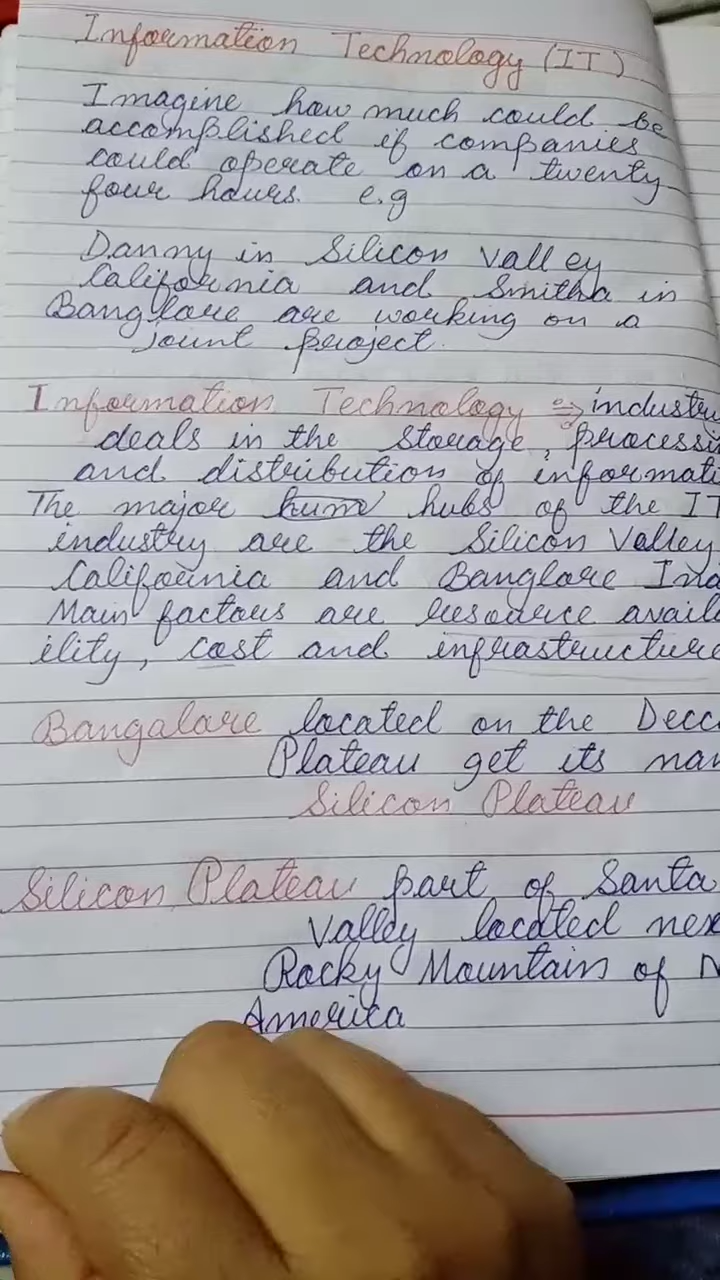 Information Technology (IT)
Imagine how much could be
accomplished if companies
could operate on a twenty
four hours. e.g
Danny in Silicon Valley
California and Smitha in
Banglore are working on a
joint project.
Information Technology ⇒ industr
deals in the storage, processi
and distribution of informati
The major hubs of the IT
industry are the Silicon Valley
California and Banglore Ind
Main factors are resource avail
ility, cost and infrastructure
Bangalore located on the Decc
Plateau get its na
Silicon Plateau
Silicon Plateau part of Santa
Valley located nex
Rocky Mountain of N
America